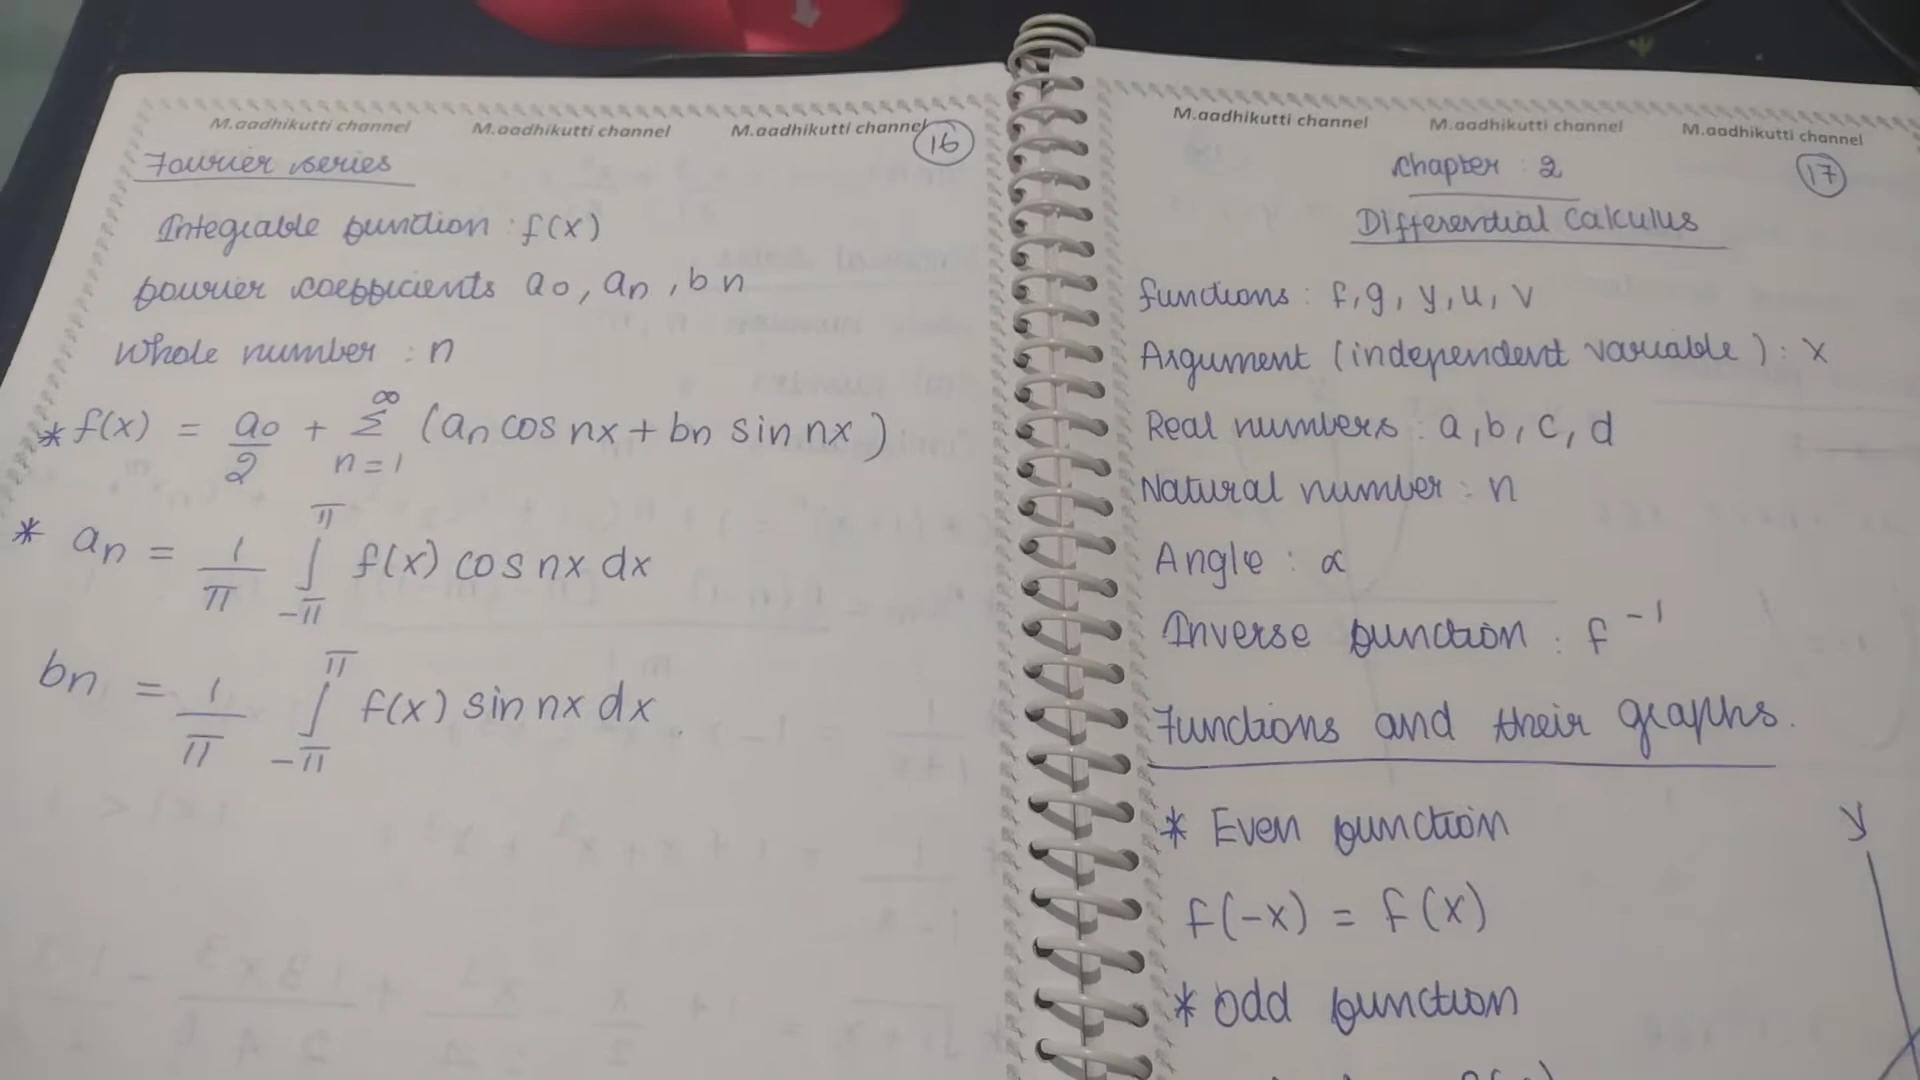 M.aadhikutti channel M.aadhikutti channel M.aadhikutti channel
16
Fourier series
Integrable function : f(x)
fourier coefficients a0, an, bn
Whole number : n
* f(x) = a0/2 + Σ n=1 ∞ (an cos nx + bn sin nx)
* an = 1/π ∫ -π π f(x) cos nx dx
bn = 1/π ∫ -π π f(x) sin nx dx
M.aadhikutti channel M.aadhikutti channel M.aadhikutti channel
Chapter : 2
17
Differential Calculus
functions : f, g, y, u, v
Argument (independent variable) : x
Real numbers : a, b, c, d
Natural number : n
Angle : α
Inverse function : f⁻¹
Functions and their graphs.
* Even function
y
f(-x) = f(x)
* odd function